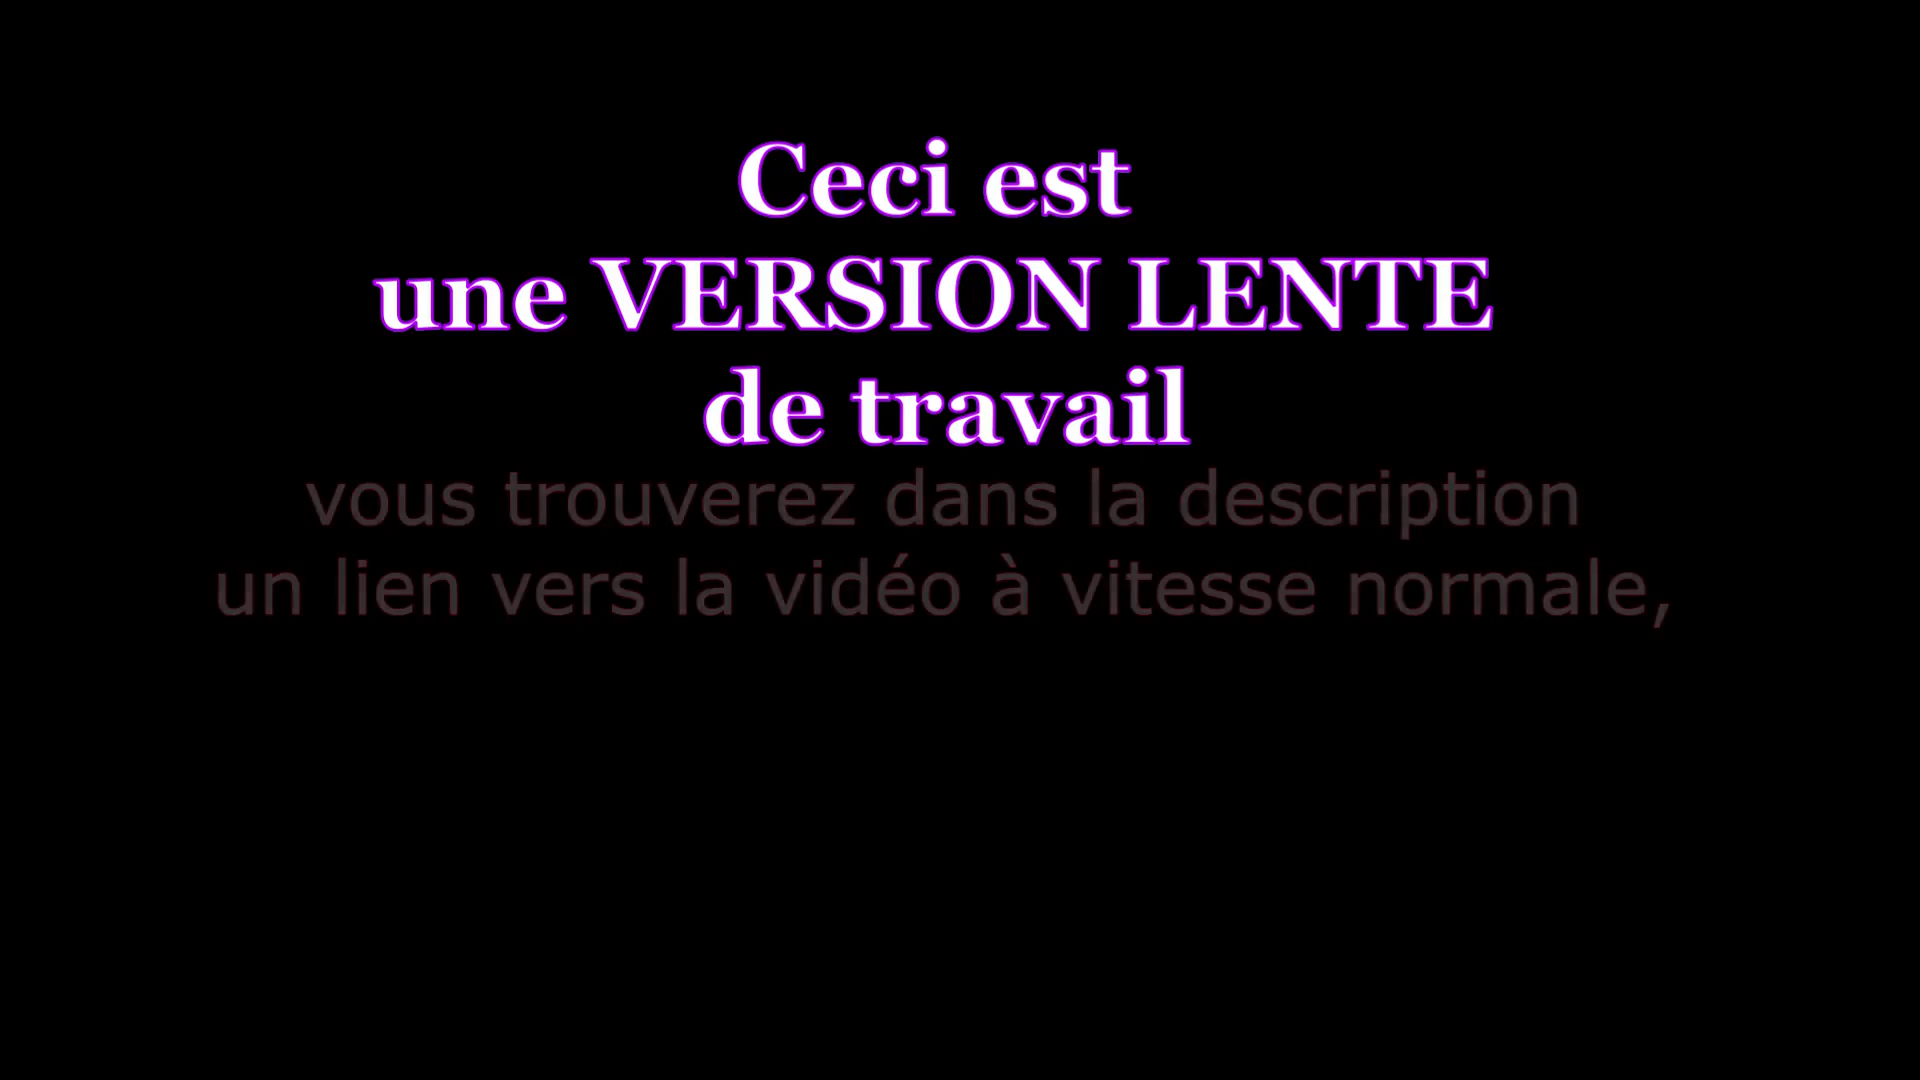 Ceci est
une VERSION LENTE
de travail
vous trouverez dans la description
un lien vers la vidéo à vitesse normale,